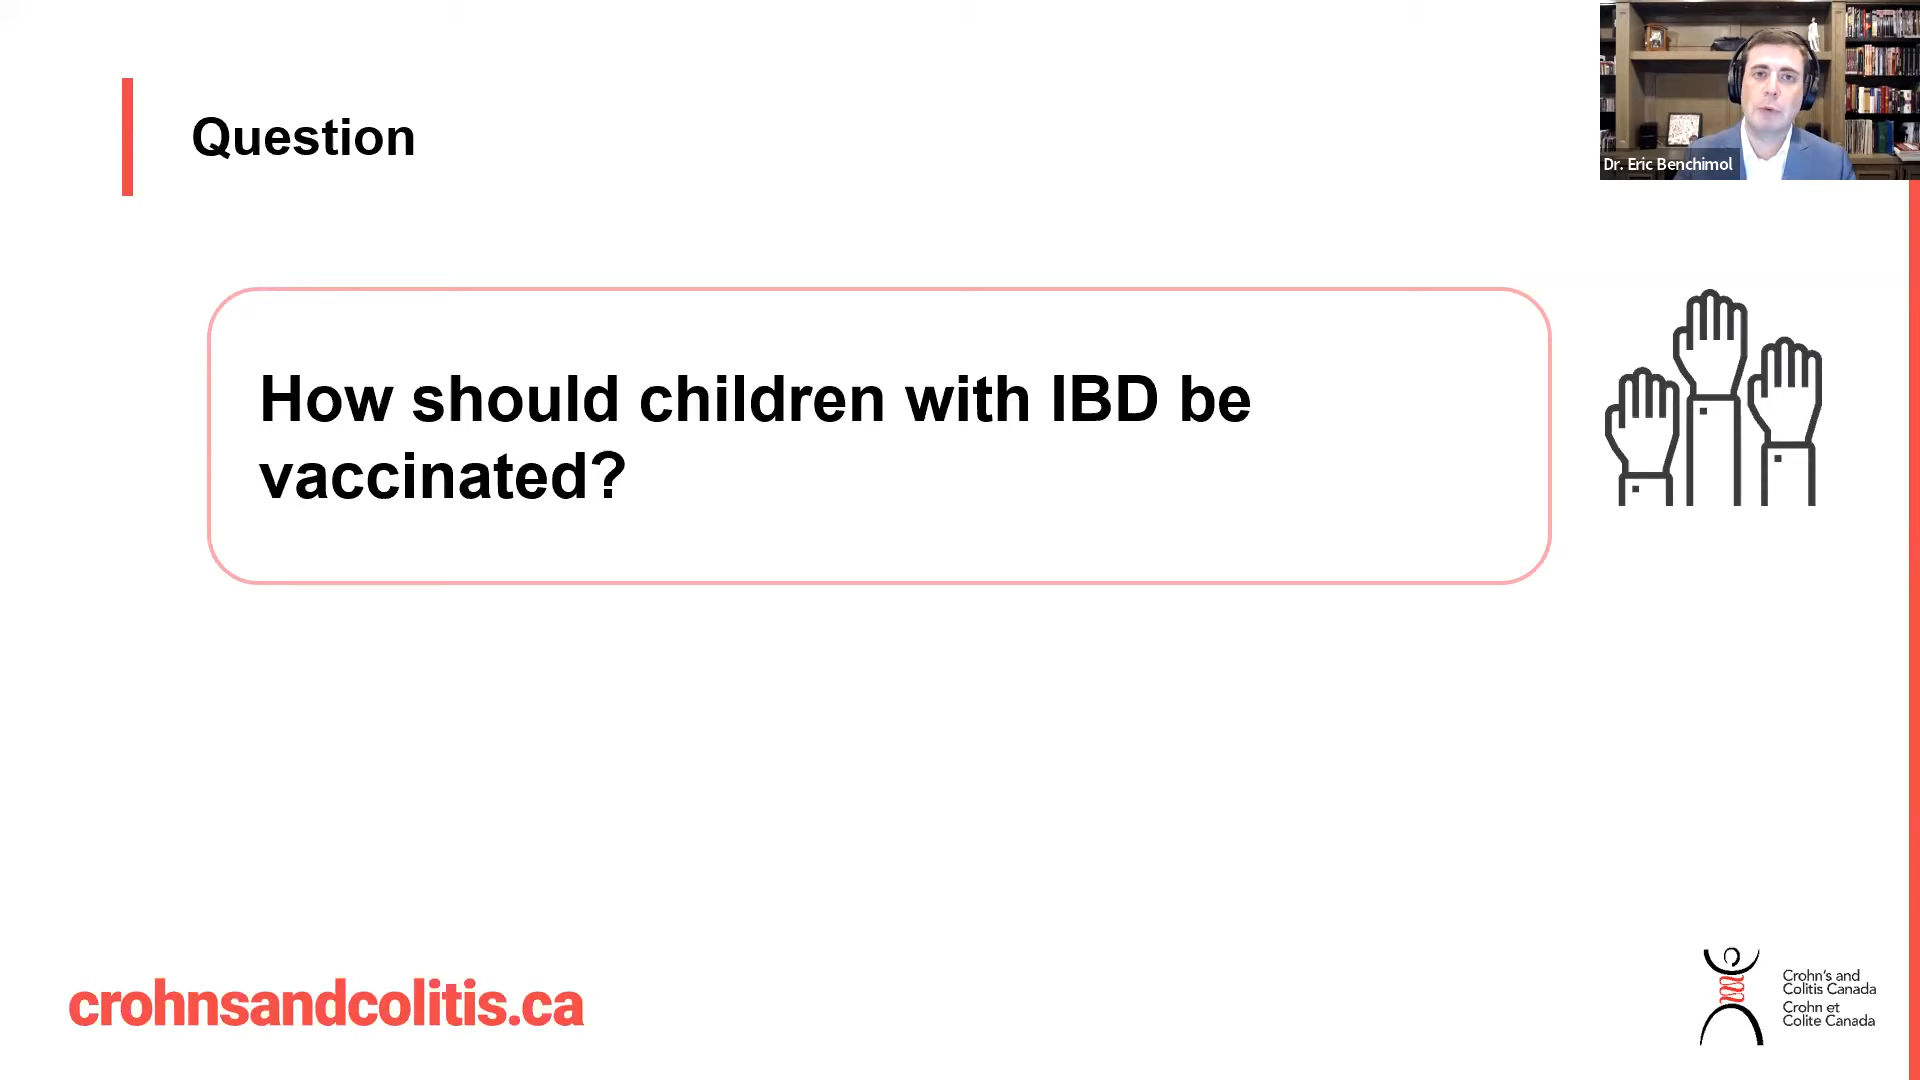 Question
Dr. Eric Benchimol
How should children with IBD be
vaccinated?
crohnsandcolitis.ca
Crohn's and
Colitis Canada
Crohn et
Colite Canada